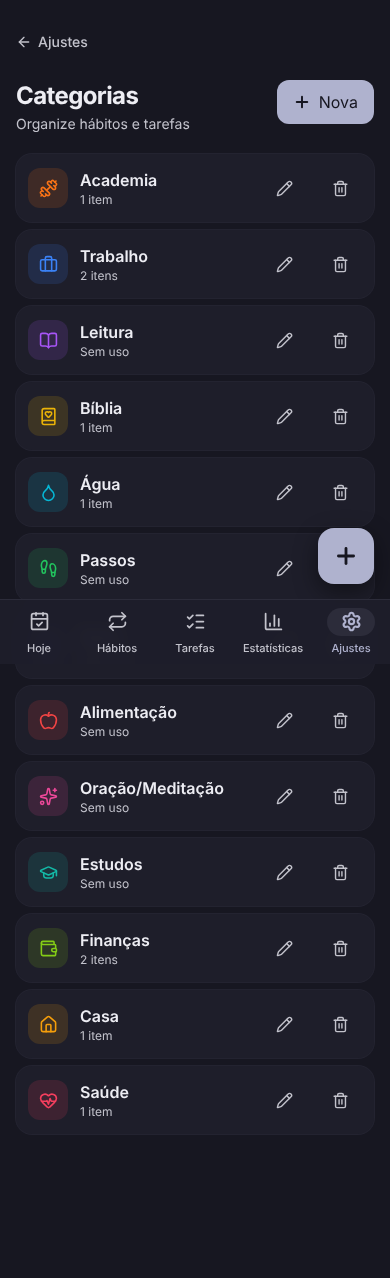 Ajustes
Categorias
Nova
Organize hábitos e tarefas
Academia
1 item
Trabalho
2 itens
Leitura
Sem uso
Bíblia
1 item
Água
1 item
Passos
Sem uso
Hoje
Hábitos
Tarefas
Estatísticas
Ajustes
Alimentação
Sem uso
Oração/Meditação
Sem uso
Estudos
Sem uso
Finanças
2 itens
Casa
1 item
Saúde
1 item